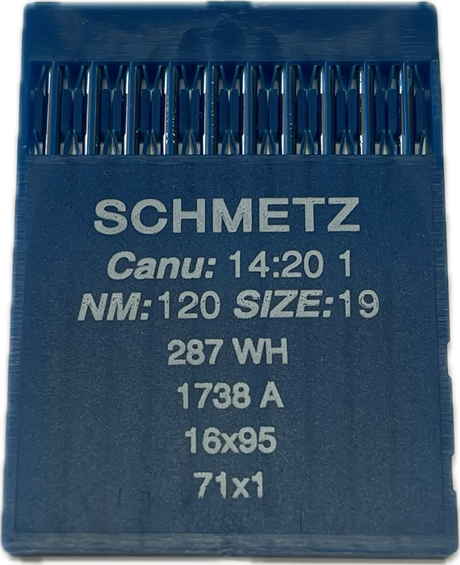 SCHMETZ
Canu: 14:20 1
NM:120 SIZE:19
287 WH
1738 A
16x95
71x1